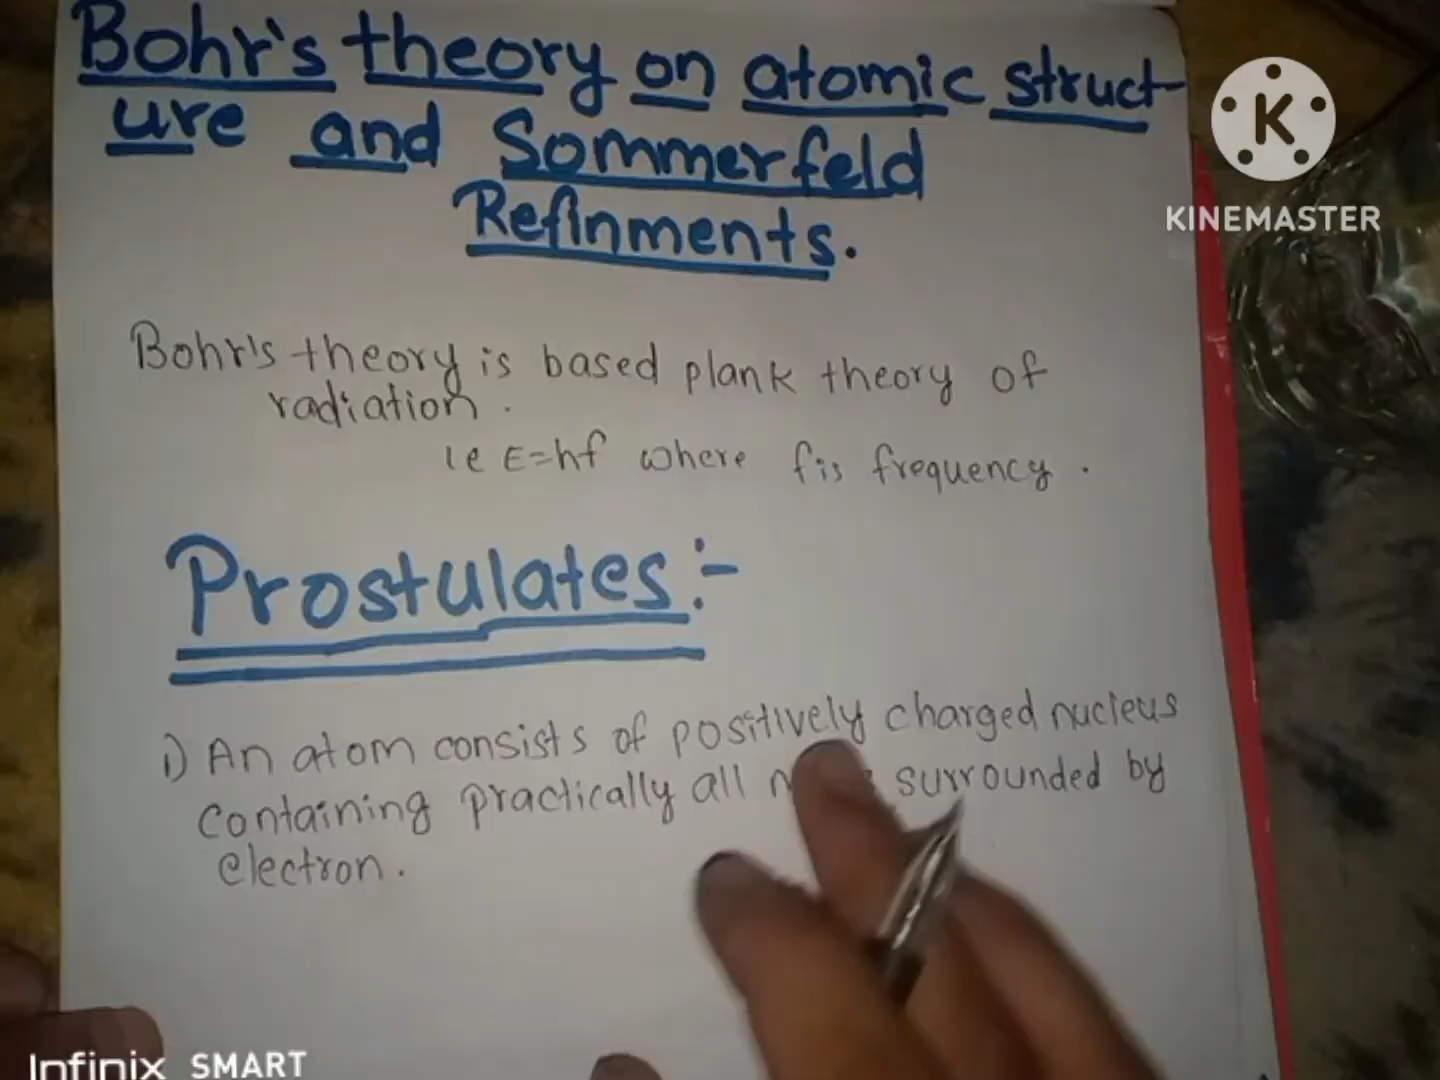 Bohr's theory on atomic struct-
ure and Sommerfeld
Refinments.
K
KINEMASTER
Bohr's theory is based plank theory of
radiation.
ie E=hf where f is frequency.
Prostulates:-
i) An atom consists of positively charged nucleus
containing practically all surrounded by
electron.
Infinix SMART